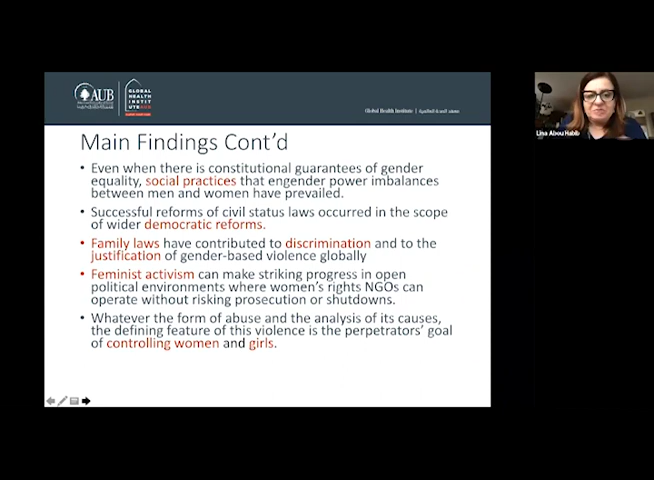 AUB
GLOBAL
HEALTH
INSTIT
UTE AUB
Global Health Institute |
Main Findings Cont'd
• Even when there is constitutional guarantees of gender
equality, social practices that engender power imbalances
between men and women have prevailed.
• Successful reforms of civil status laws occurred in the scope
of wider democratic reforms.
• Family laws have contributed to discrimination and to the
justification of gender-based violence globally
• Feminist activism can make striking progress in open
political environments where women's rights NGOs can
operate without risking prosecution or shutdowns.
• Whatever the form of abuse and the analysis of its causes,
the defining feature of this violence is the perpetrators' goal
of controlling women and girls.
Lina Abou Habib